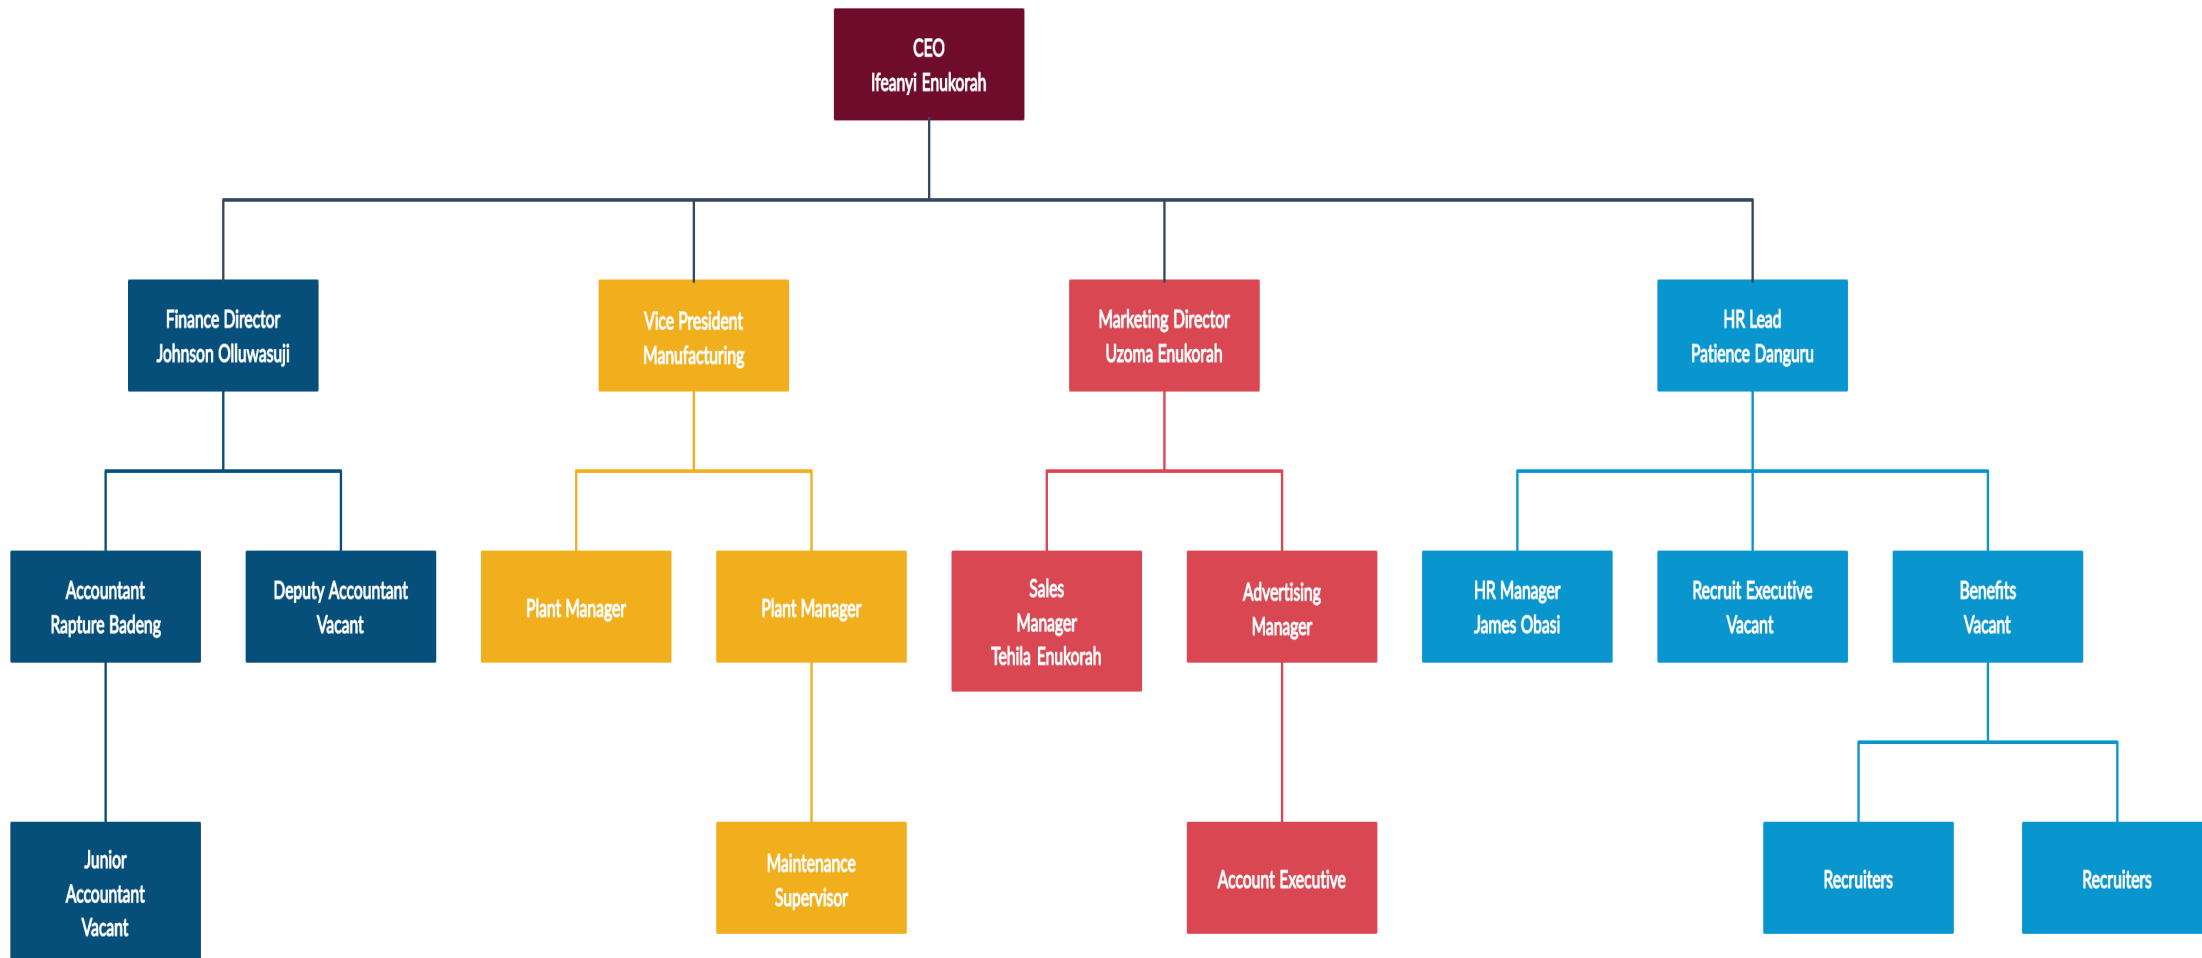 CEO
Ifeanyi Enukorah
Finance Director
Johnson Olluwasuji
Vice President
Manufacturing
Marketing Director
Uzoma Enukorah
HR Lead
Patience Danguru
Accountant
Rapture Badeng
Deputy Accountant
Vacant
Plant Manager
Plant Manager
Sales
Manager
Tehila Enukorah
Advertising
Manager
HR Manager
James Obasi
Recruit Executive
Vacant
Benefits
Vacant
Junior
Accountant
Vacant
Maintenance
Supervisor
Account Executive
Recruiters
Recruiters